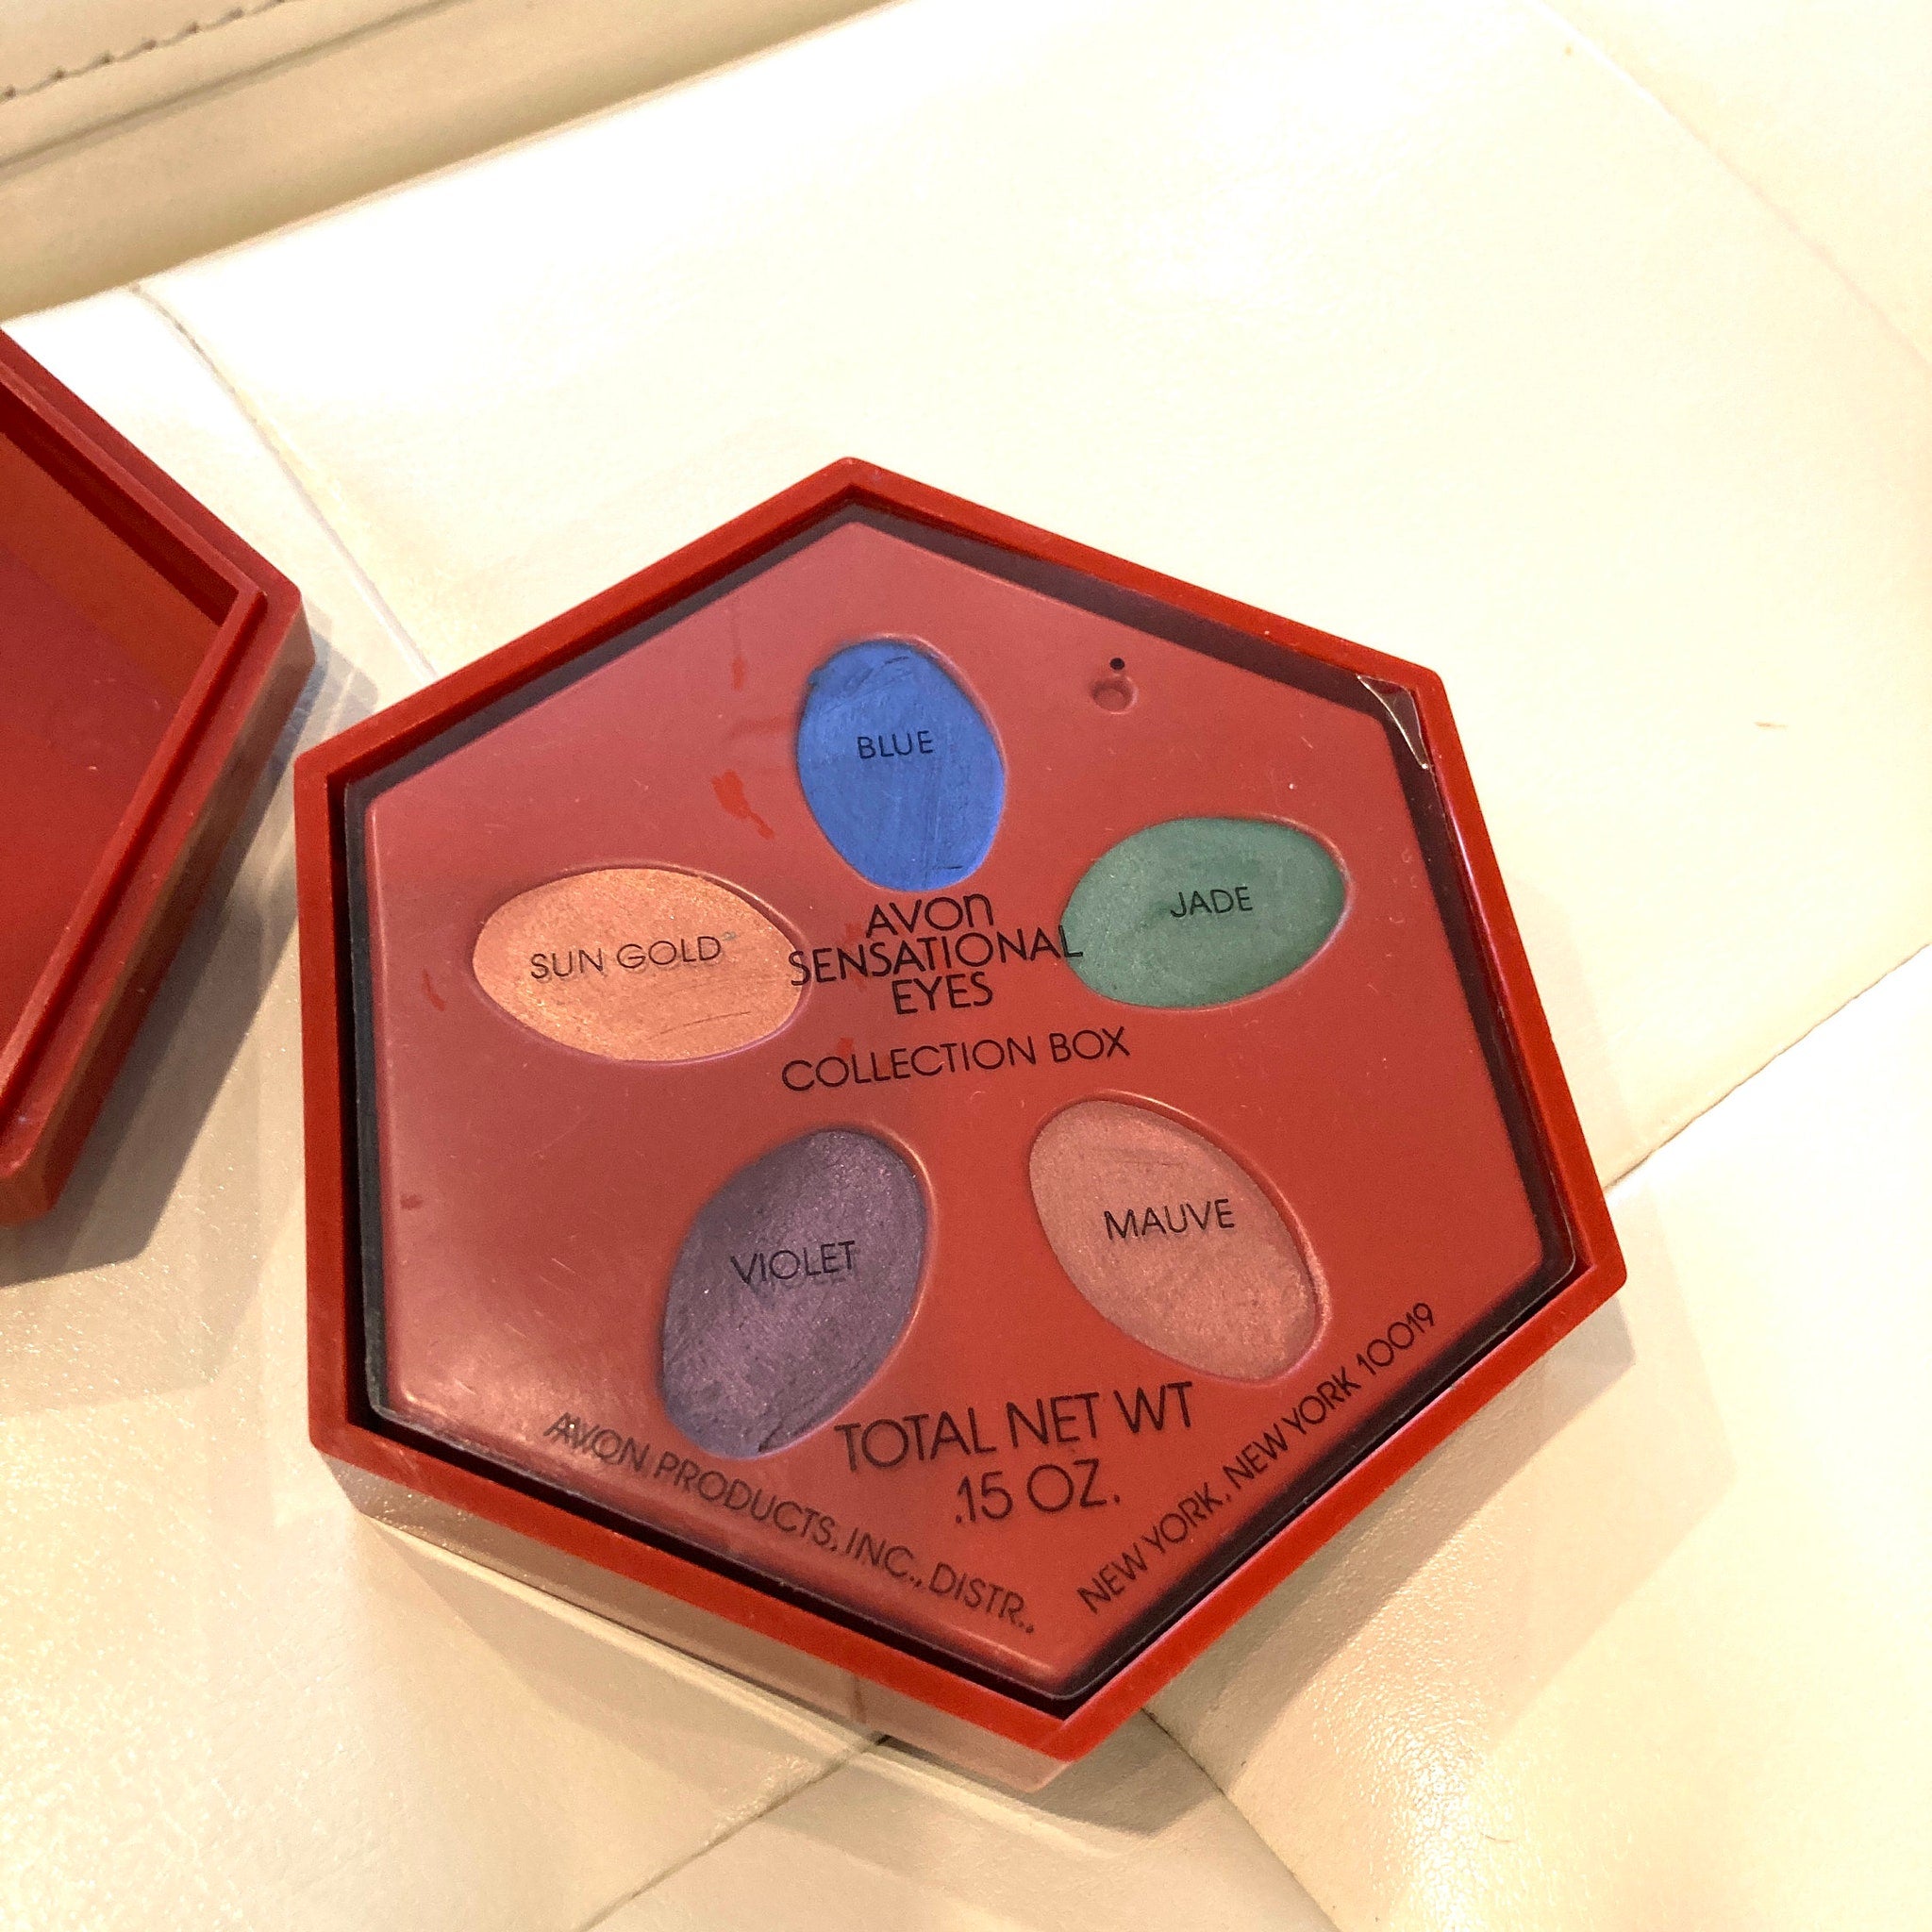 BLUE
JADE
SUN GOLD
AVON
SENSATIONAL
EYES
COLLECTION BOX
MAUVE
VIOLET
TOTAL NET WT
.15 OZ.
AVON PRODUCTS, INC., DISTR.,
NEW YORK, NEW YORK 10019